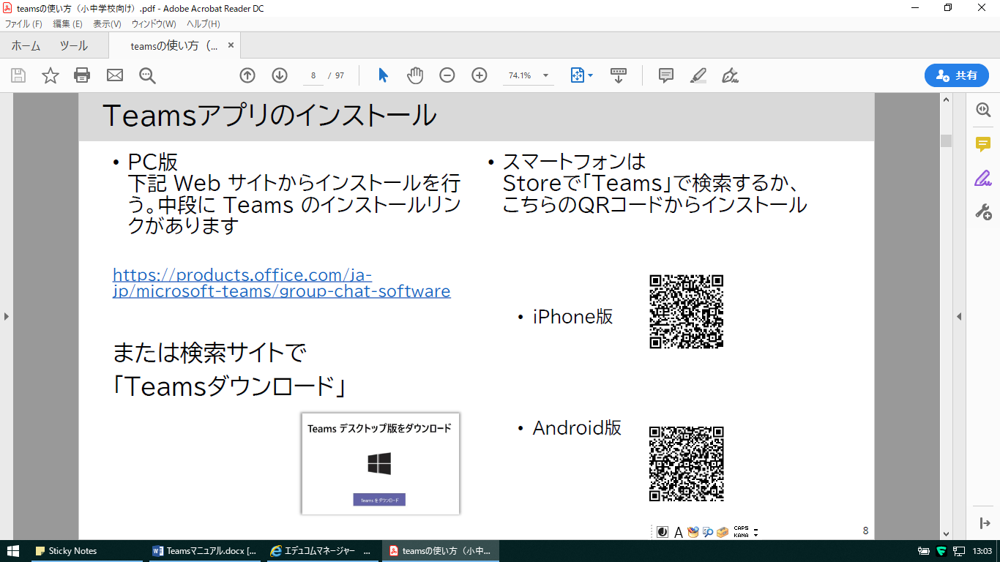 teamsの使い方（小中学校向け）.pdf - Adobe Acrobat Reader DC
ファイル(F) 編集(E) 表示(V) ウィンドウ(W) ヘルプ(H)
ホーム ツール teamsの使い方（... ×
8 / 97 74.1% 共有
Teamsアプリのインストール
• PC版
下記 Web サイトからインストールを行
う。中段に Teams のインストールリン
クがあります
https://products.office.com/ja-
jp/microsoft-teams/group-chat-software
または検索サイトで
「Teamsダウンロード」
Teams デスクトップ版をダウンロード
Teams をダウンロード
• スマートフォンは
Storeで「Teams」で検索するか、
こちらのQRコードからインストール
• iPhone版
• Android版
A CAPS
KANA
8
Sticky Notes Teamsマニュアル.docx [... エデュコムマネージャー ... teamsの使い方（小中... 13:03